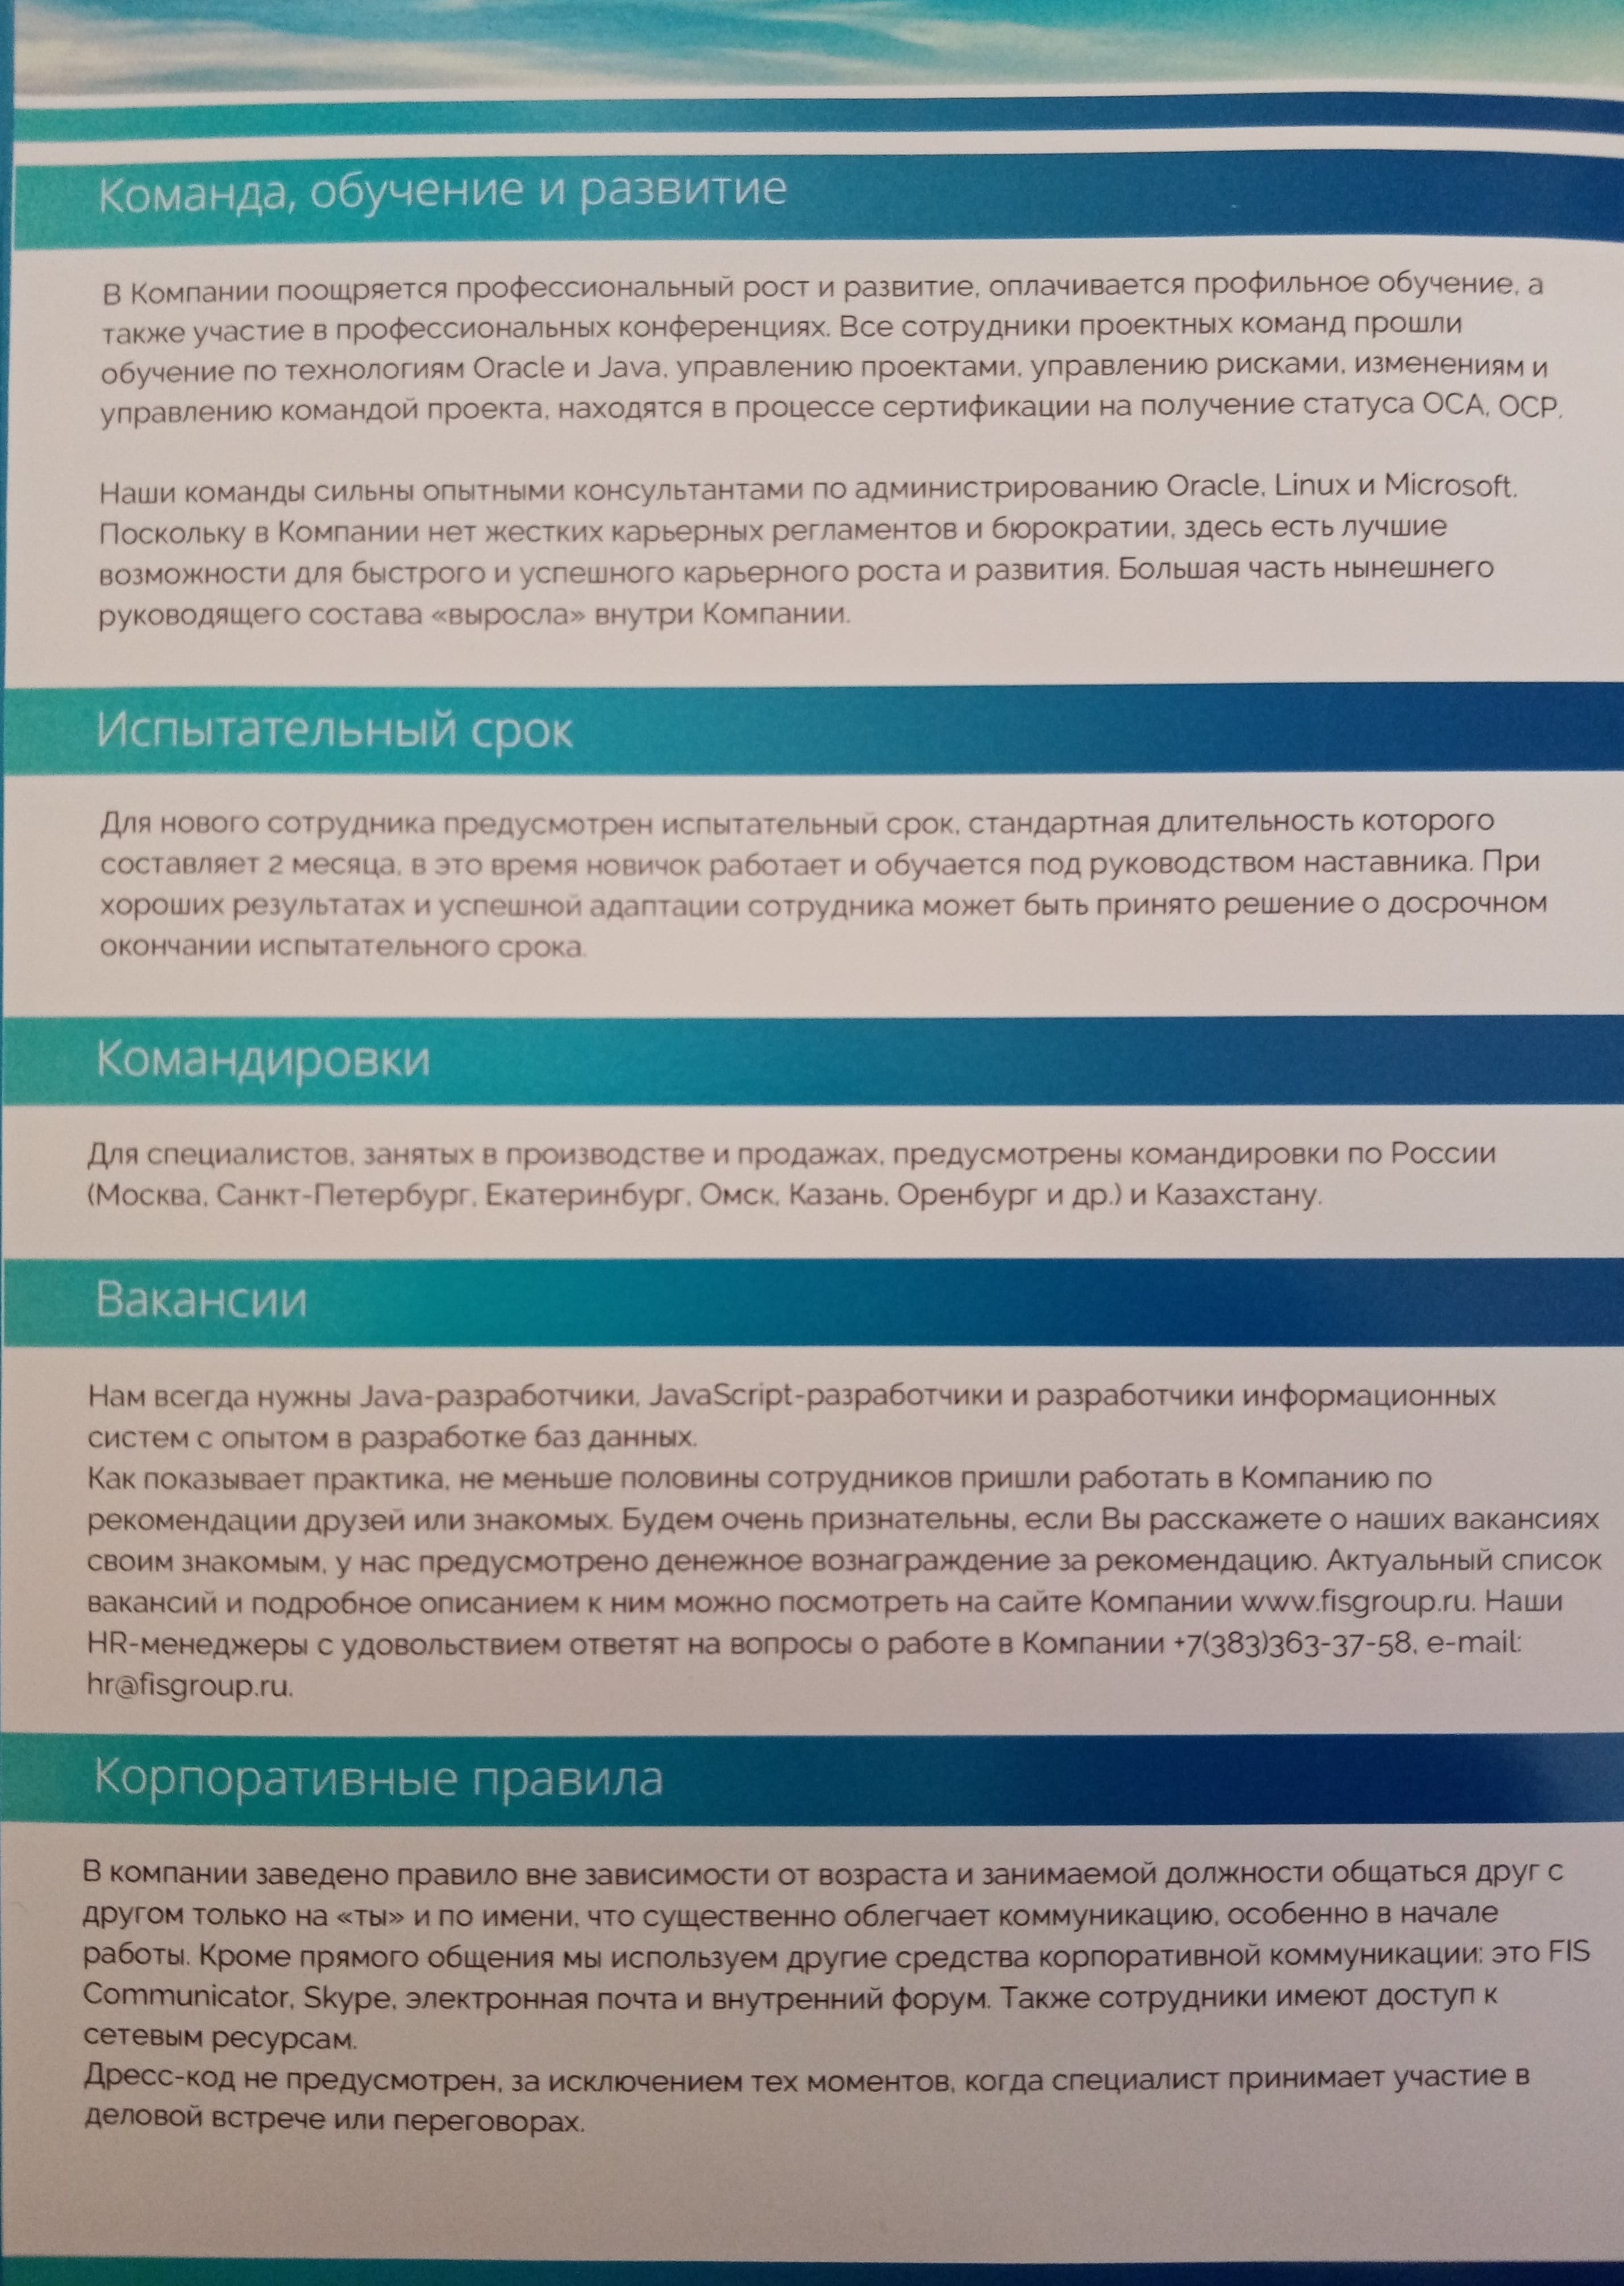 Команда, обучение и развитие
В Компании поощряется профессиональный рост и развитие, оплачивается профильное обучение, а
также участие в профессиональных конференциях. Все сотрудники проектных команд прошли
обучение по технологиям Oracle и Java, управлению проектами, управлению рисками, изменениям и
управлению командой проекта, находятся в процессе сертификации на получение статуса OCA, OCP.
Наши команды сильны опытными консультантами по администрированию Oracle, Linux и Microsoft.
Поскольку в Компании нет жестких карьерных регламентов и бюрократии, здесь есть лучшие
возможности для быстрого и успешного карьерного роста и развития. Большая часть нынешнего
руководящего состава «выросла» внутри Компании.
Испытательный срок
Для нового сотрудника предусмотрен испытательный срок, стандартная длительность которого
составляет 2 месяца, в это время новичок работает и обучается под руководством наставника. При
хороших результатах и успешной адаптации сотрудника может быть принято решение о досрочном
окончании испытательного срока.
Командировки
Для специалистов, занятых в производстве и продажах, предусмотрены командировки по России
(Москва, Санкт-Петербург, Екатеринбург, Омск, Казань, Оренбург и др.) и Казахстану.
Вакансии
Нам всегда нужны Java-разработчики, JavaScript-разработчики и разработчики информационных
систем с опытом в разработке баз данных.
Как показывает практика, не меньше половины сотрудников пришли работать в Компанию по
рекомендации друзей или знакомых. Будем очень признательны, если Вы расскажете о наших вакансиях
своим знакомым, у нас предусмотрено денежное вознаграждение за рекомендацию. Актуальный список
вакансий и подробное описанием к ним можно посмотреть на сайте Компании www.fisgroup.ru. Наши
HR-менеджеры с удовольствием ответят на вопросы о работе в Компании +7(383)363-37-58, e-mail:
hr@fisgroup.ru.
Корпоративные правила
В компании заведено правило вне зависимости от возраста и занимаемой должности общаться друг с
другом только на «ты» и по имени, что существенно облегчает коммуникацию, особенно в начале
работы. Кроме прямого общения мы используем другие средства корпоративной коммуникации: это FIS
Communicator, Skype, электронная почта и внутренний форум. Также сотрудники имеют доступ к
сетевым ресурсам.
Дресс-код не предусмотрен, за исключением тех моментов, когда специалист принимает участие в
деловой встрече или переговорах.